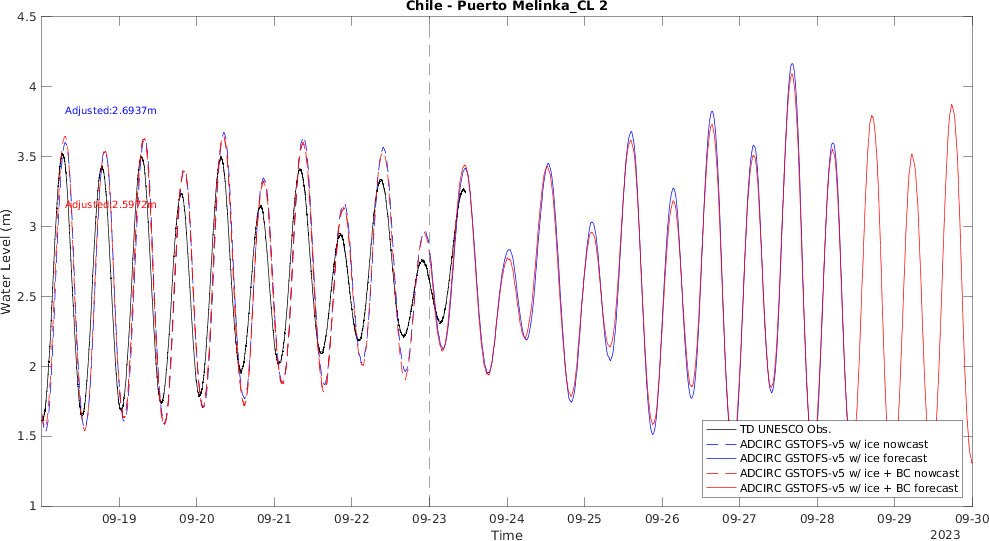 Chile - Puerto Melinka_CL 2
4.5
4
3.5
3
2.5
2
1.5
1
Water Level (m)
Adjusted:2.6937m
Adjusted:2.5972m
TD UNESCO Obs.
ADCIRC GSTOFS-v5 w/ ice nowcast
ADCIRC GSTOFS-v5 w/ ice forecast
ADCIRC GSTOFS-v5 w/ ice + BC nowcast
ADCIRC GSTOFS-v5 w/ ice + BC forecast
09-19 09-20 09-21 09-22 09-23 09-24 09-25 09-26 09-27 09-28 09-29 09-30
Time
2023